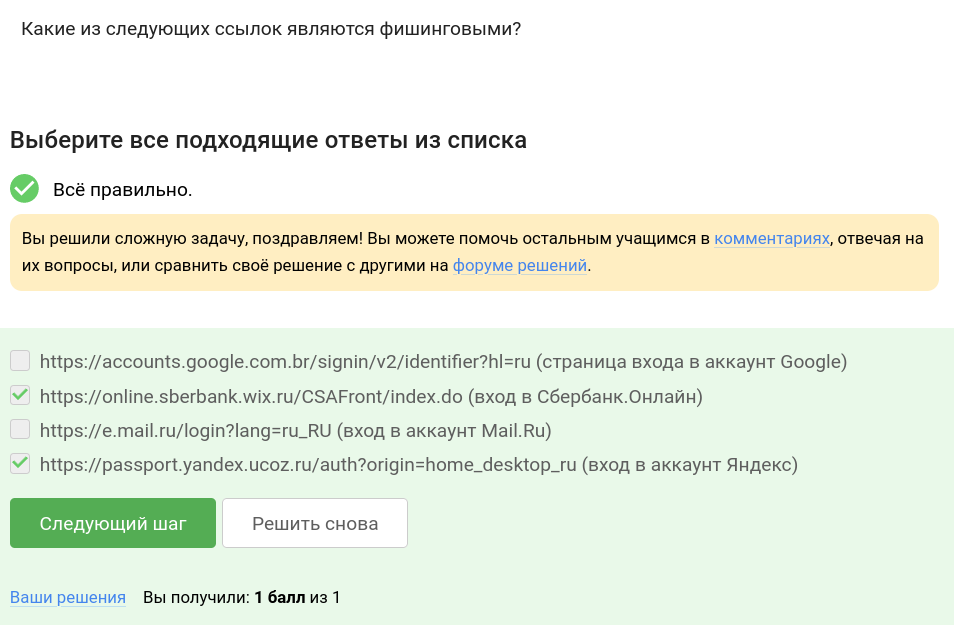 Какие из следующих ссылок являются фишинговыми?
Выберите все подходящие ответы из списка
Всё правильно.
Вы решили сложную задачу, поздравляем! Вы можете помочь остальным учащимся в комментариях, отвечая на
их вопросы, или сравнить своё решение с другими на форуме решений.
https://accounts.google.com.br/signin/v2/identifier?hl=ru (страница входа в аккаунт Google)
https://online.sberbank.wix.ru/CSAFront/index.do (вход в Сбербанк.Онлайн)
https://e.mail.ru/login?lang=ru_RU (вход в аккаунт Mail.Ru)
https://passport.yandex.ucoz.ru/auth?origin=home_desktop_ru (вход в аккаунт Яндекс)
Следующий шаг Решить снова
Ваши решения Вы получили: 1 балл из 1